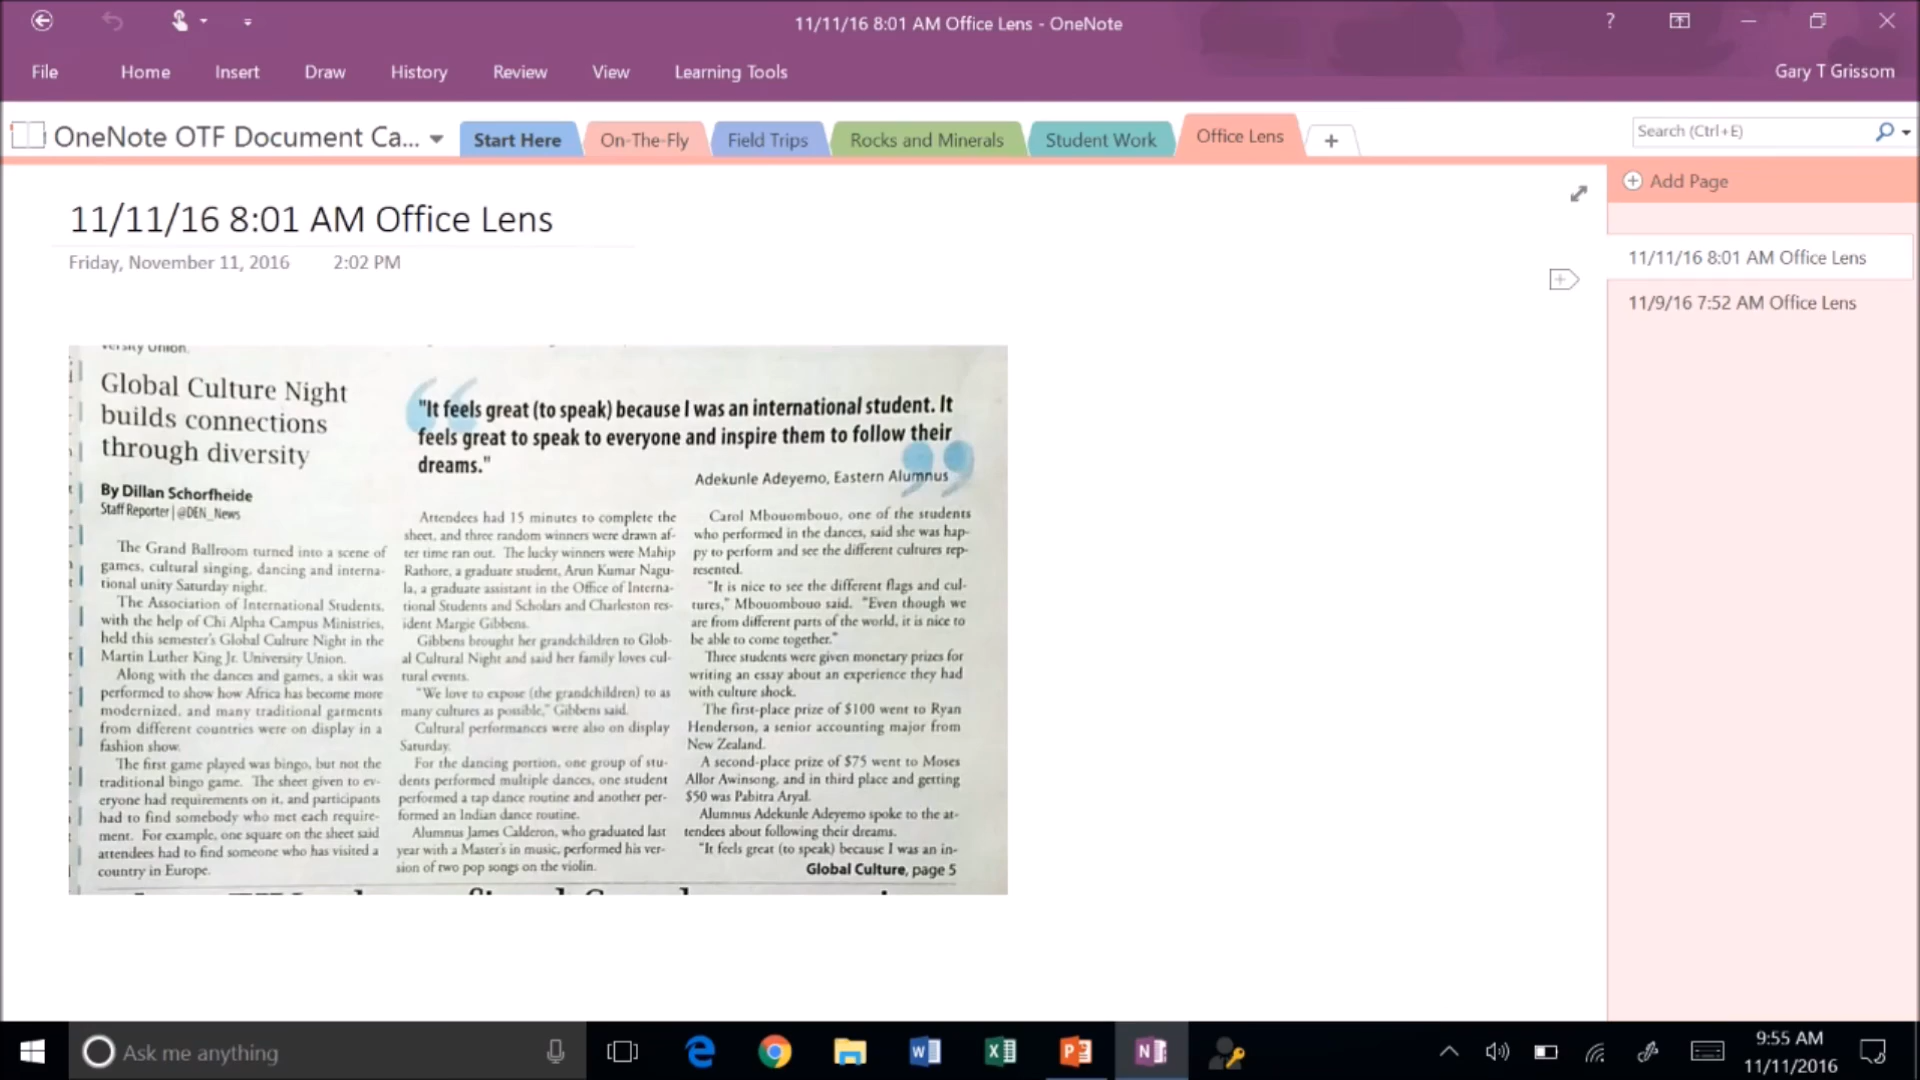 11/11/16 8:01 AM Office Lens - OneNote
?
File
Home
Insert
Draw
History
Review
View
Learning Tools
Gary T Grissom
OneNote OTF Document Ca...
Start Here
On-The-Fly
Field Trips
Rocks and Minerals
Student Work
Office Lens
+
Search (Ctrl+E)
Add Page
11/11/16 8:01 AM Office Lens
11/9/16 7:52 AM Office Lens
11/11/16 8:01 AM Office Lens
Friday, November 11, 2016 2:02 PM
versity Union.
Global Culture Night
builds connections
through diversity
By Dillan Schorfheide
Staff Reporter | @DEN_News
The Grand Ballroom turned into a scene of
games, cultural singing, dancing and interna-
tional unity Saturday night.
The Association of International Students,
with the help of Chi Alpha Campus Ministries,
held this semester's Global Culture Night in the
Martin Luther King Jr. University Union.
Along with the dances and games, a skit was
performed to show how Africa has become more
modernized, and many traditional garments
from different countries were on display in a
fashion show.
The first game played was bingo, but not the
traditional bingo game. The sheet given to ev-
eryone had requirements on it, and participants
had to find somebody who met each require-
ment. For example, one square on the sheet said
attendees had to find someone who has visited a
country in Europe.
"It feels great (to speak) because I was an international student. It
feels great to speak to everyone and inspire them to follow their
dreams."
Adekunle Adeyemo, Eastern Alumnus
Attendees had 15 minutes to complete the
sheet, and three random winners were drawn af-
ter time ran out. The lucky winners were Mahip
Rathore, a graduate student, Arun Kumar Nagu-
la, a graduate assistant in the Office of Interna-
tional Students and Scholars and Charleston res-
ident Margie Gibbens.
Gibbens brought her grandchildren to Glob-
al Cultural Night and said her family loves cul-
tural events.
"We love to expose (the grandchildren) to as
many cultures as possible," Gibbens said.
Cultural performances were also on display
Saturday.
For the dancing portion, one group of stu-
dents performed multiple dances, one student
performed a tap dance routine and another per-
formed an Indian dance routine.
Alumnus James Calderon, who graduated last
year with a Master's in music, performed his ver-
sion of two pop songs on the violin.
Carol Mbouombouo, one of the students
who performed in the dances, said she was hap-
py to perform and see the different cultures rep-
resented.
"It is nice to see the different flags and cul-
tures," Mbouombouo said. "Even though we
are from different parts of the world, it is nice to
be able to come together."
Three students were given monetary prizes for
writing an essay about an experience they had
with culture shock.
The first-place prize of $100 went to Ryan
Henderson, a senior accounting major from
New Zealand.
A second-place prize of $75 went to Moses
Allor Awinsong, and in third place and getting
$50 was Pabitra Aryal.
Alumnus Adekunle Adeyemo spoke to the at-
tendees about following their dreams.
"It feels great (to speak) because I was an in-
Global Culture, page 5
Ask me anything
9:55 AM
11/11/2016